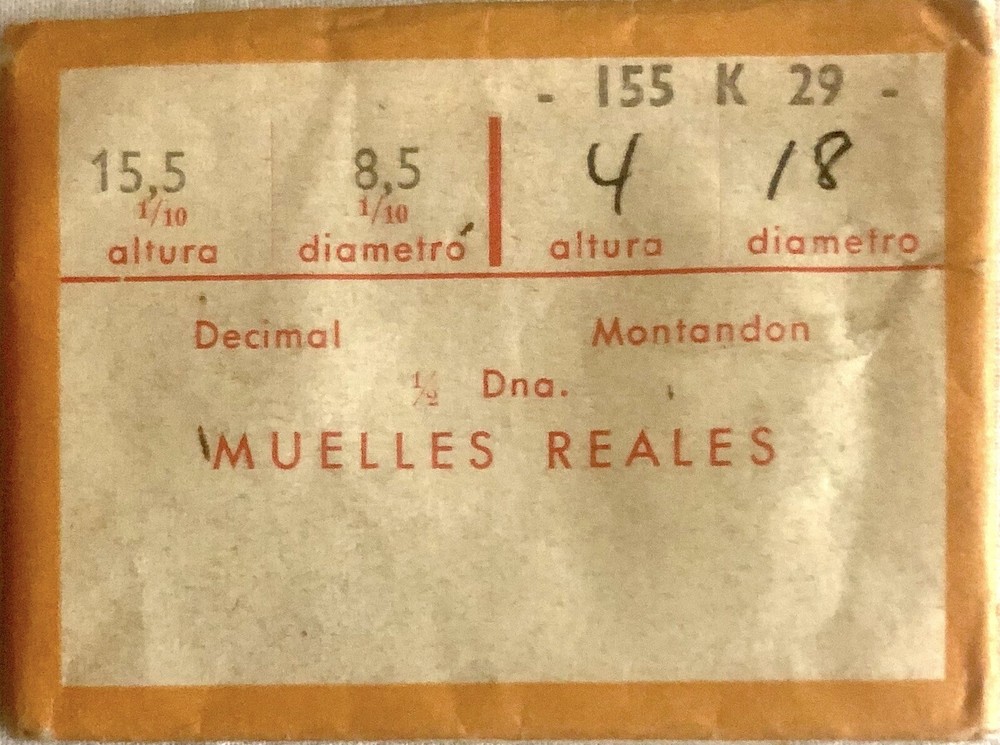 - 155 K 29 -
15,5 8,5 4 18
1/10 1/10
altura diametro altura diametro
Decimal Montandon
1/2 Dna.
MUELLES REALES